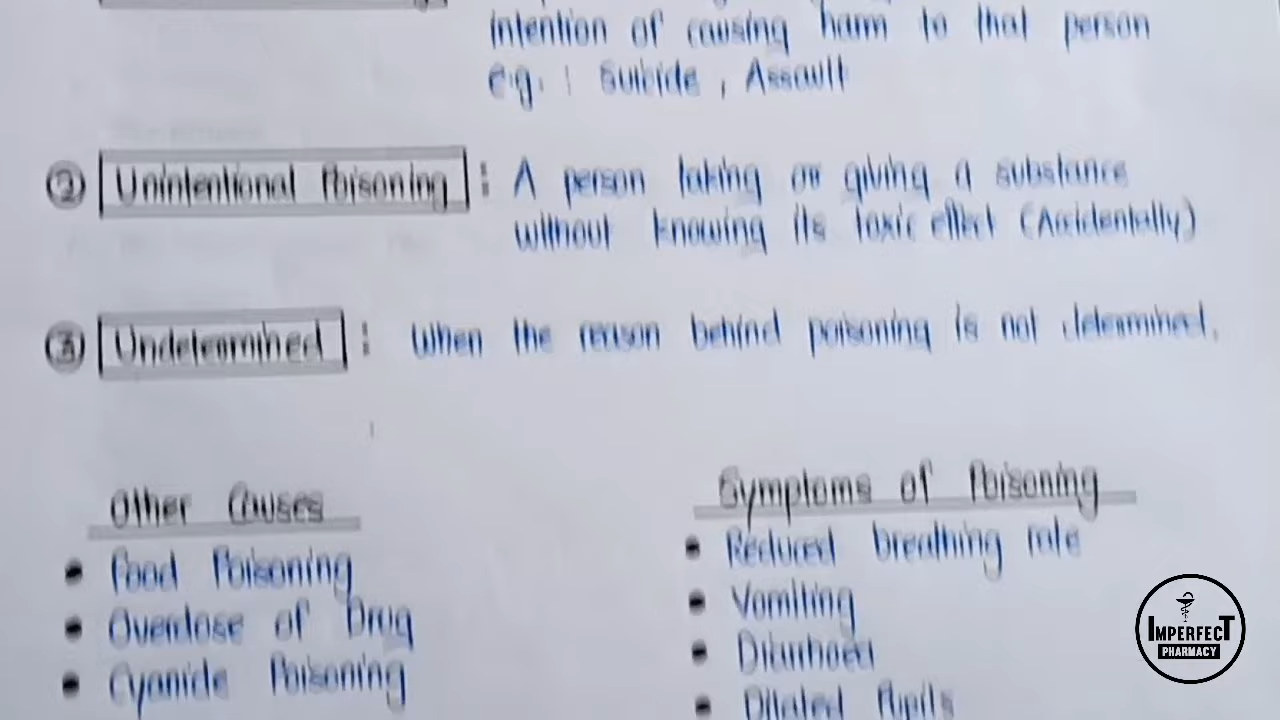 intention of causing harm to that person
e.g. : Suicide , Assault
② Unintentional Poisoning : A person taking or giving a substance
without knowing its toxic effect (Accidentally)
③ Undetermined : When the reason behind poisoning is not determined.
Other Causes
• Food Poisoning
• Overdose of Drug
• Cyanide Poisoning
Symptoms of Poisoning
• Reduced breathing rate
• Vomiting
• Diarrhoea
• Dilated Pupils
IMPERFECT
PHARMACY